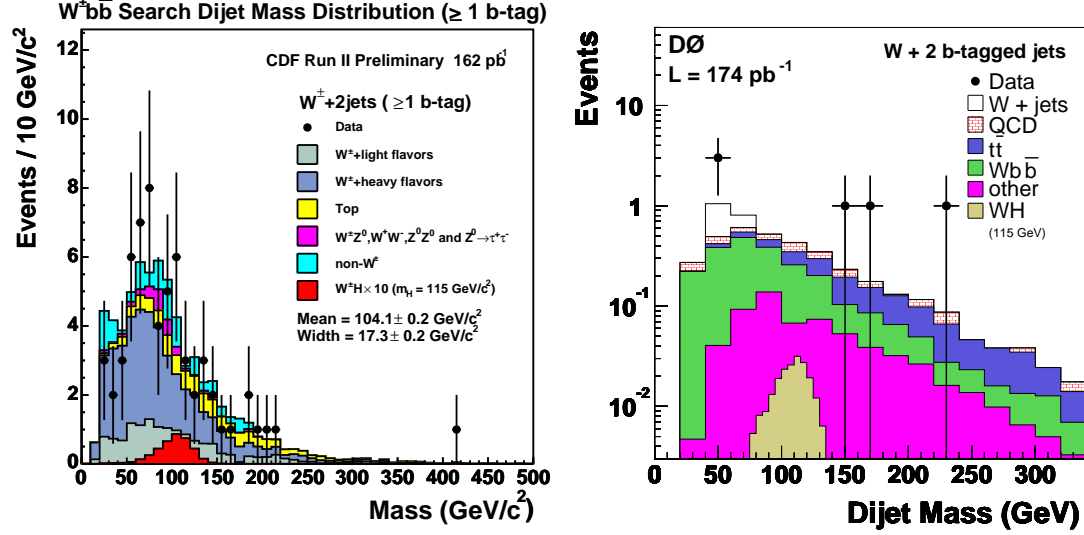 W±bb̄ Search Dijet Mass Distribution (≥ 1 b-tag)
CDF Run II Preliminary 162 pb⁻¹
W±+2jets ( ≥1 b-tag)
Data
W±+light flavors
W±+heavy flavors
Top
W±Z⁰,W⁺W⁻,Z⁰Z⁰ and Z⁰→τ⁺τ⁻
non-W±
W±H×10 (m_H = 115 GeV/c²)
Mean = 104.1± 0.2 GeV/c²
Width = 17.3± 0.2 GeV/c²
Events / 10 GeV/c²
12
10
8
6
4
2
0
0 50 100 150 200 250 300 350 400 450 500
Mass (GeV/c²)
DØ
L = 174 pb⁻¹
W + 2 b-tagged jets
Data
W + jets
QCD
tt̄
Wbb̄
other
WH
(115 GeV)
Events
10
1
10⁻¹
10⁻²
0 100 200 300
Dijet Mass (GeV)